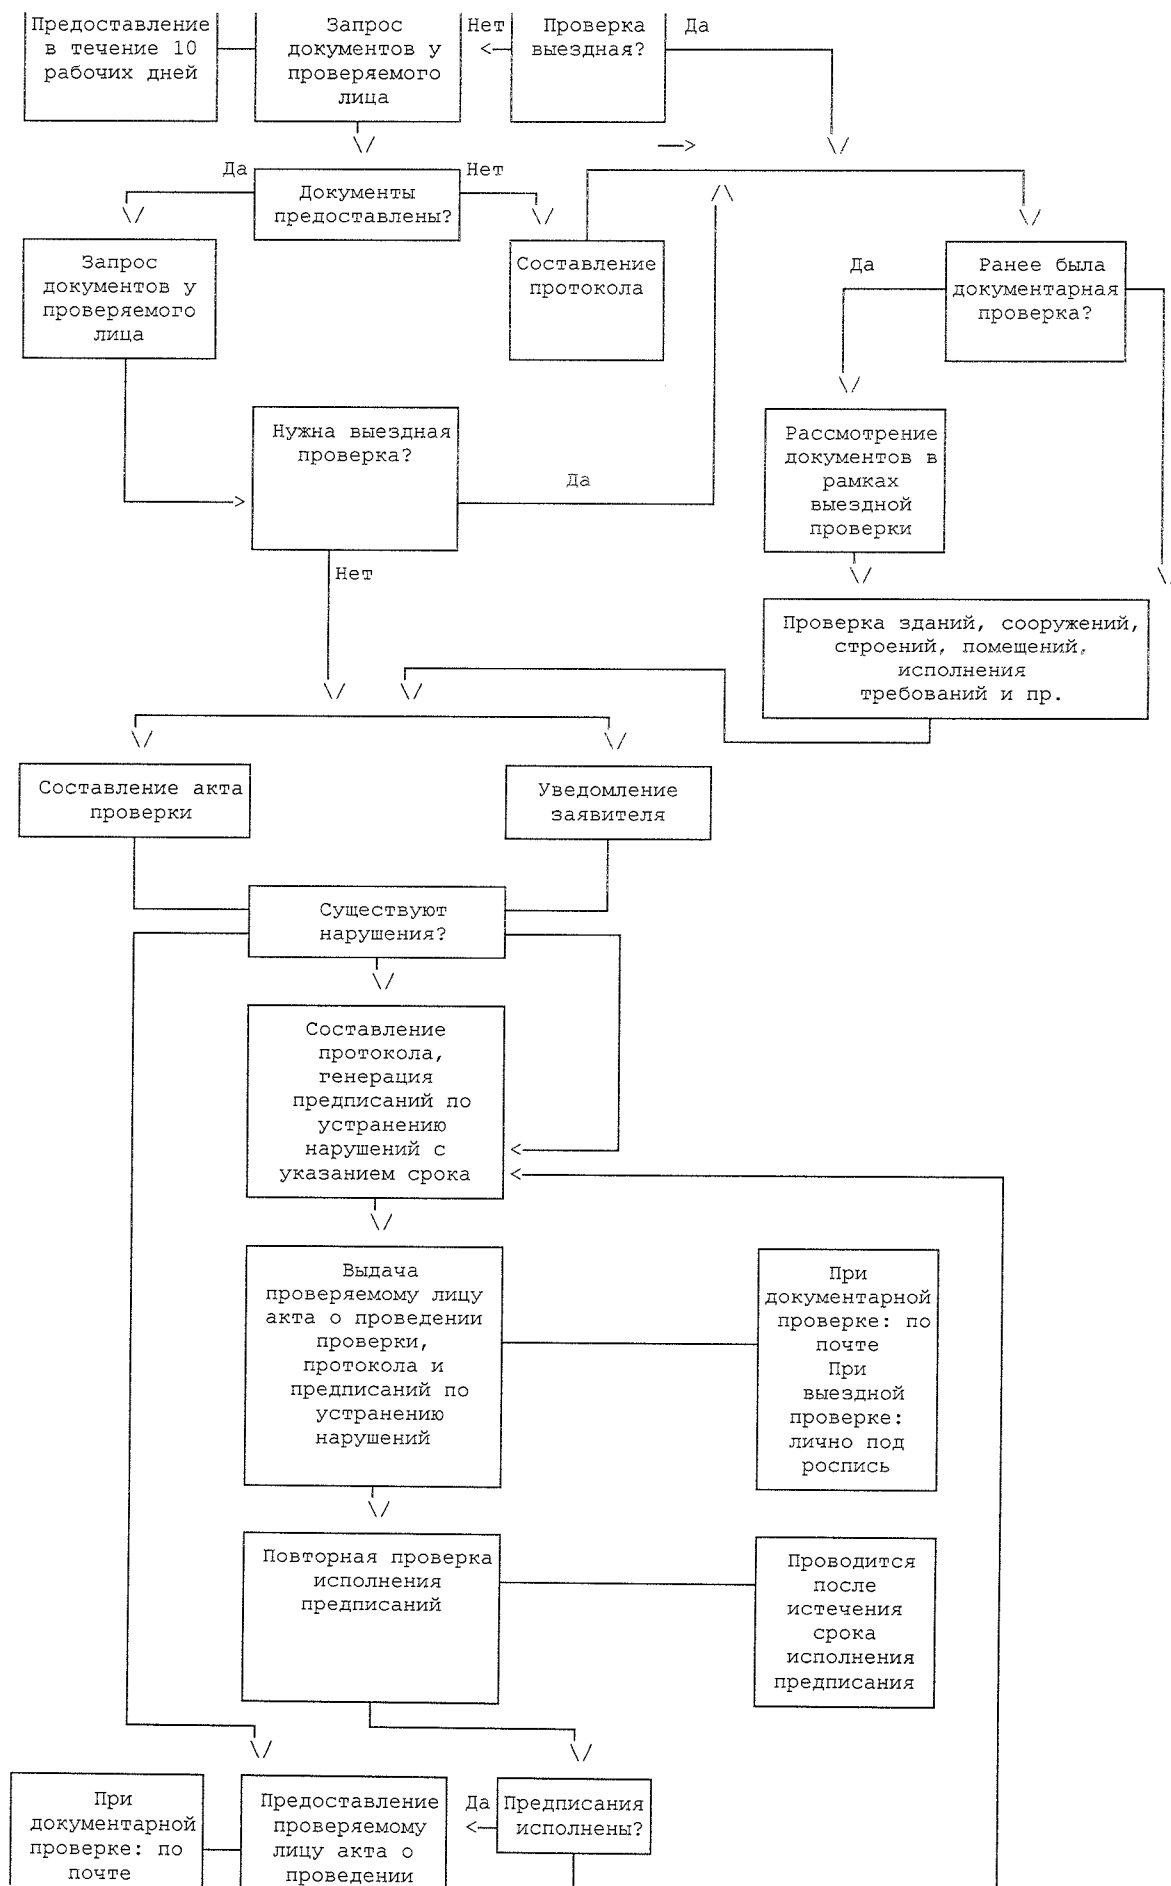 Предоставление
в течение 10
рабочих дней
Запрос
документов у
проверяемого
лица
Нет
Проверка
выездная?
Да
Да
Документы
предоставлены?
Нет
Запрос
документов у
проверяемого
лица
Составление
протокола
Да
Ранее была
документарная
проверка?
Нужна выездная
проверка?
Да
Рассмотрение
документов в
рамках
выездной
проверки
Нет
Проверка зданий, сооружений,
строений, помещений,
исполнения
требований и пр.
Составление акта
проверки
Уведомление
заявителя
Существуют
нарушения?
Составление
протокола,
генерация
предписаний по
устранению
нарушений с
указанием срока
Выдача
проверяемому лицу
акта о проведении
проверки,
протокола и
предписаний по
устранению
нарушений
При
документарной
проверке: по
почте
При
выездной
проверке:
лично под
роспись
Повторная проверка
исполнения
предписаний
Проводится
после
истечения
срока
исполнения
предписания
При
документарной
проверке: по
почте
Предоставление
проверяемому
лицу акта о
проведении
Да
Предписания
исполнены?